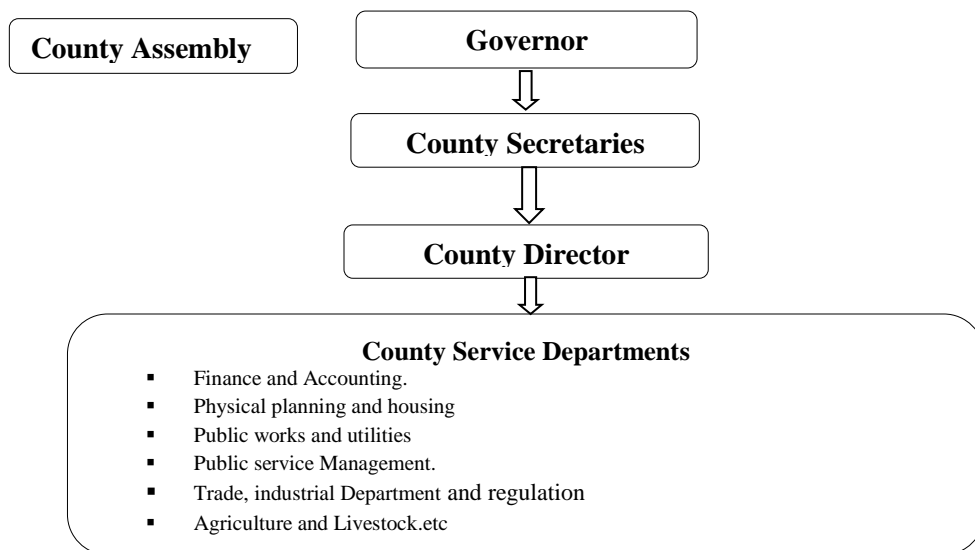 County Assembly
Governor
County Secretaries
County Director
County Service Departments
▪ Finance and Accounting.
▪ Physical planning and housing
▪ Public works and utilities
▪ Public service Management.
▪ Trade, industrial Department and regulation
▪ Agriculture and Livestock.etc